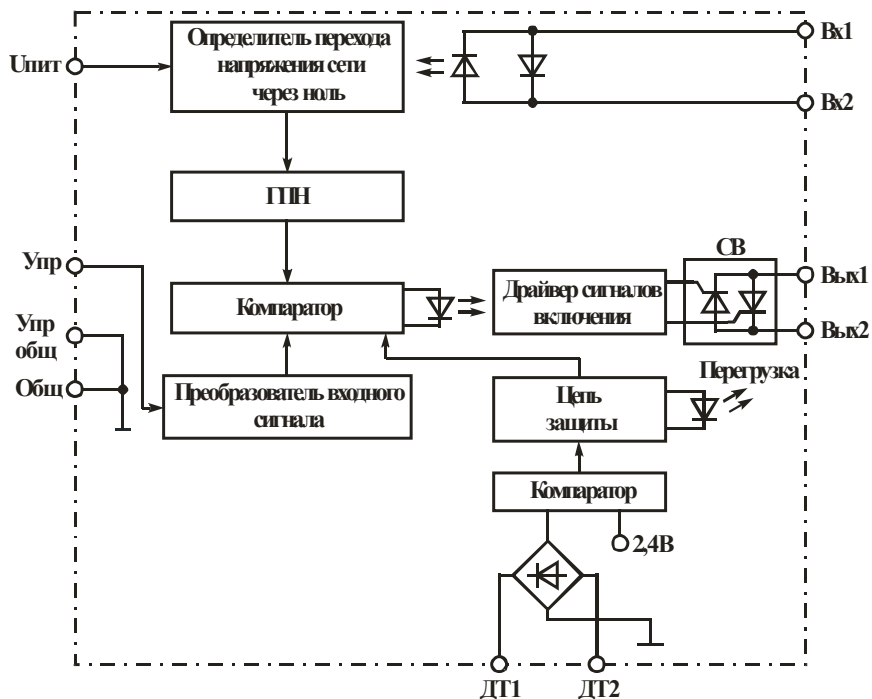 Uпит
Определитель перехода
напряжения сети
через ноль
Вх1
Вх2
ГПН
Упр
Компаратор
Драйвер сигналов
включения
СВ
Вых1
Вых2
Упр
общ
Общ
Преобразователь входного
сигнала
Цепь
защиты
Перегрузка
Компаратор
2,4В
ДТ1
ДТ2